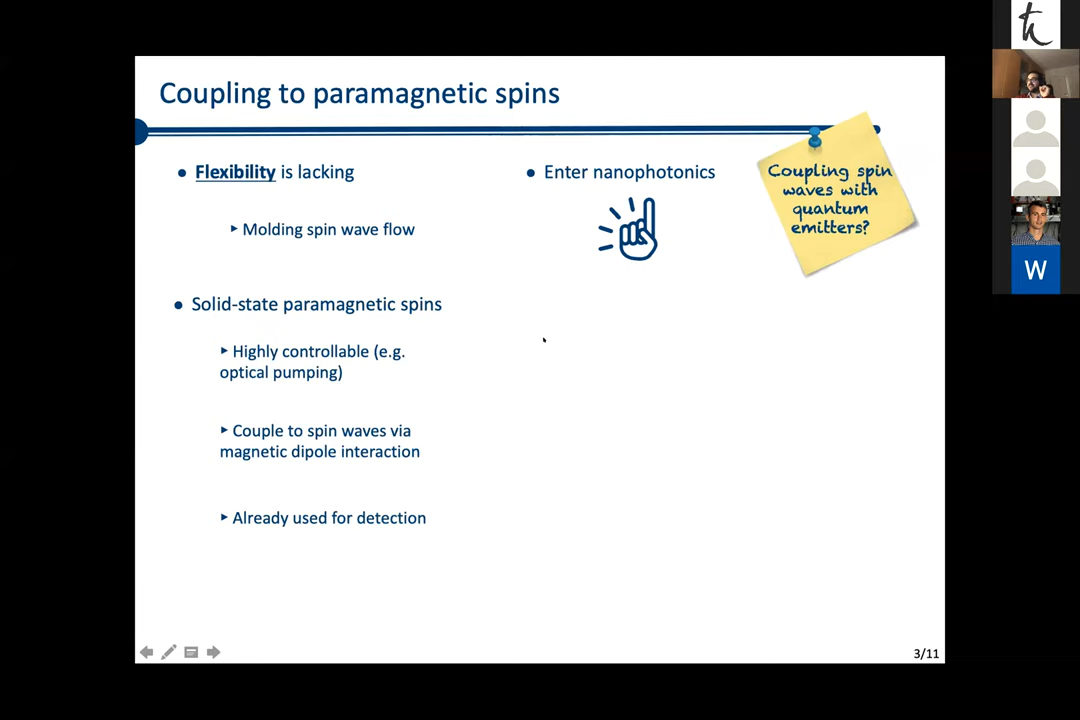 Coupling to paramagnetic spins
● Flexibility is lacking
▸ Molding spin wave flow
● Solid-state paramagnetic spins
▸ Highly controllable (e.g.
optical pumping)
▸ Couple to spin waves via
magnetic dipole interaction
▸ Already used for detection
● Enter nanophotonics
Coupling spin
waves with
quantum
emitters?
3/11
W